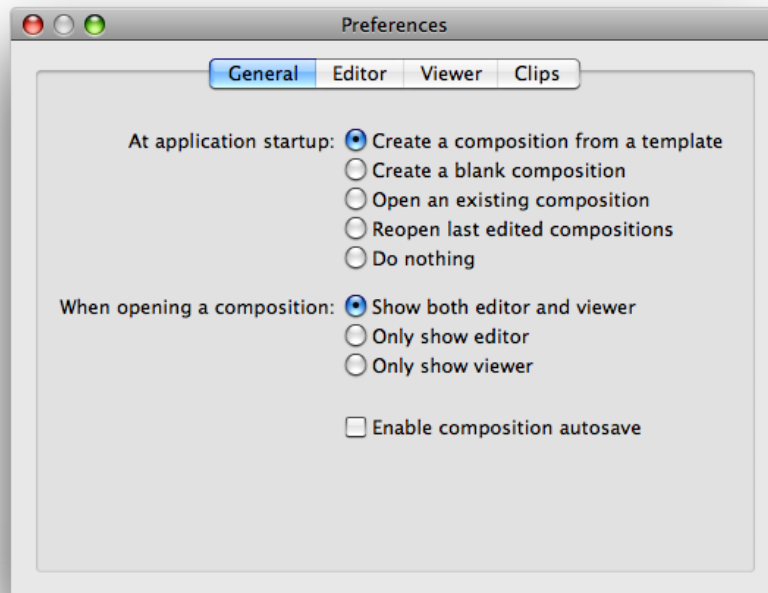 Preferences
General Editor Viewer Clips
At application startup: Create a composition from a template
Create a blank composition
Open an existing composition
Reopen last edited compositions
Do nothing
When opening a composition: Show both editor and viewer
Only show editor
Only show viewer
Enable composition autosave